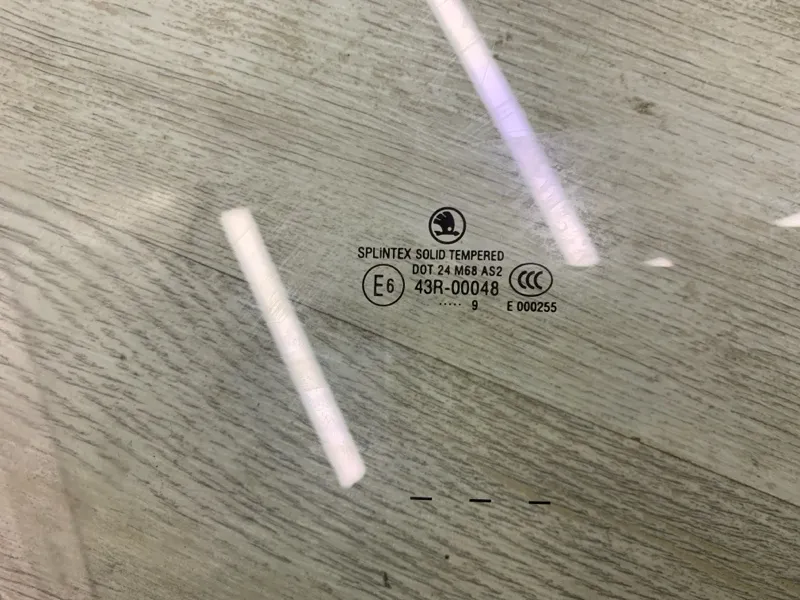 SPLiNTEX SOLID TEMPERED
DOT 24 M68 AS2
E6 43R-00048 CCC
..... 9 E 000255